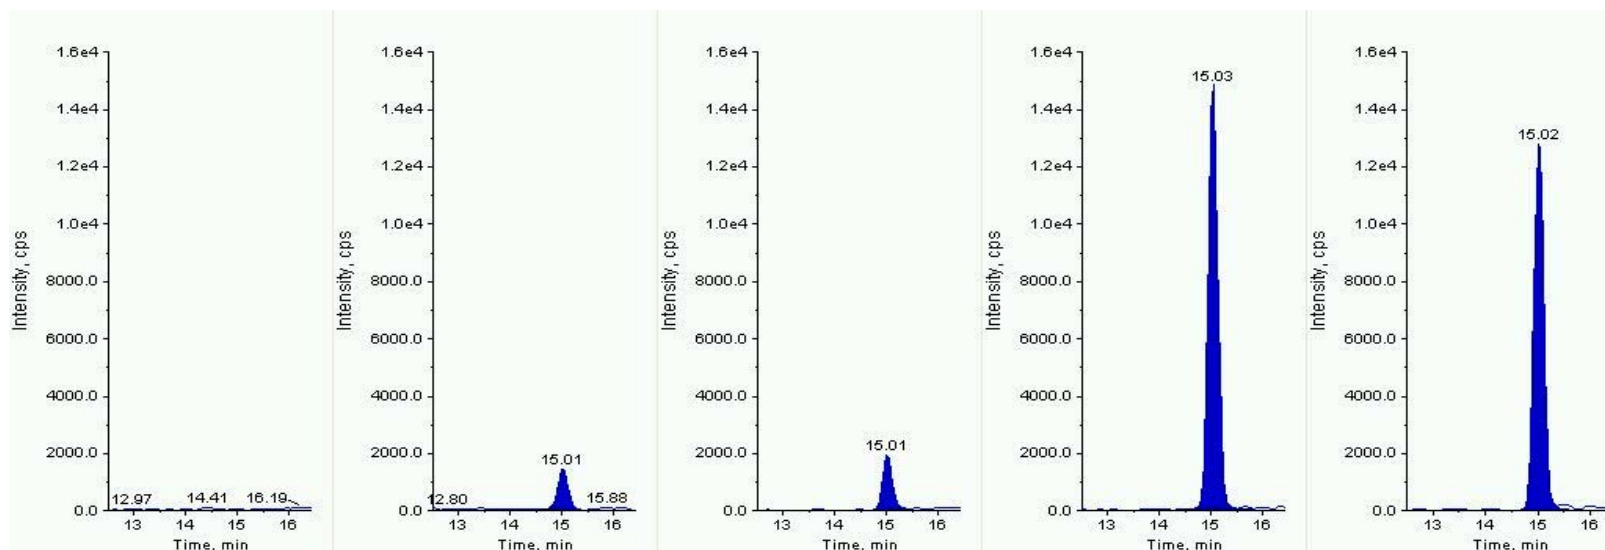 1.6e4
1.4e4
1.2e4
1.0e4
8000.0
6000.0
4000.0
2000.0
0.0
Intensity, cps
12.97 14.41 16.19
13 14 15 16
Time, min
1.6e4
1.4e4
1.2e4
1.0e4
8000.0
6000.0
4000.0
2000.0
0.0
Intensity, cps
15.01
12.80 15.88
13 14 15 16
Time, min
1.6e4
1.4e4
1.2e4
1.0e4
8000.0
6000.0
4000.0
2000.0
0.0
Intensity, cps
15.01
13 14 15 16
Time, min
1.6e4
1.4e4
1.2e4
1.0e4
8000.0
6000.0
4000.0
2000.0
0.0
Intensity, cps
15.03
13 14 15 16
Time, min
1.6e4
1.4e4
1.2e4
1.0e4
8000.0
6000.0
4000.0
2000.0
0.0
Intensity, cps
15.02
13 14 15 16
Time, min